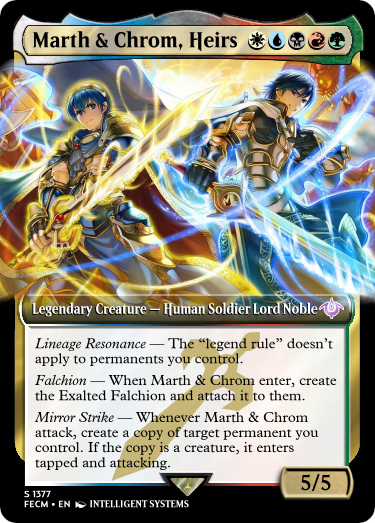 Marth & Chrom, Heirs
Legendary Creature — Human Soldier Lord Noble
Lineage Resonance — The “legend rule” doesn’t
apply to permanents you control.
Falchion — When Marth & Chrom enter, create
the Exalted Falchion and attach it to them.
Mirror Strike — Whenever Marth & Chrom
attack, create a copy of target permanent you
control. If the copy is a creature, it enters
tapped and attacking.
5/5
S 1377
FECM • EN INTELLIGENT SYSTEMS